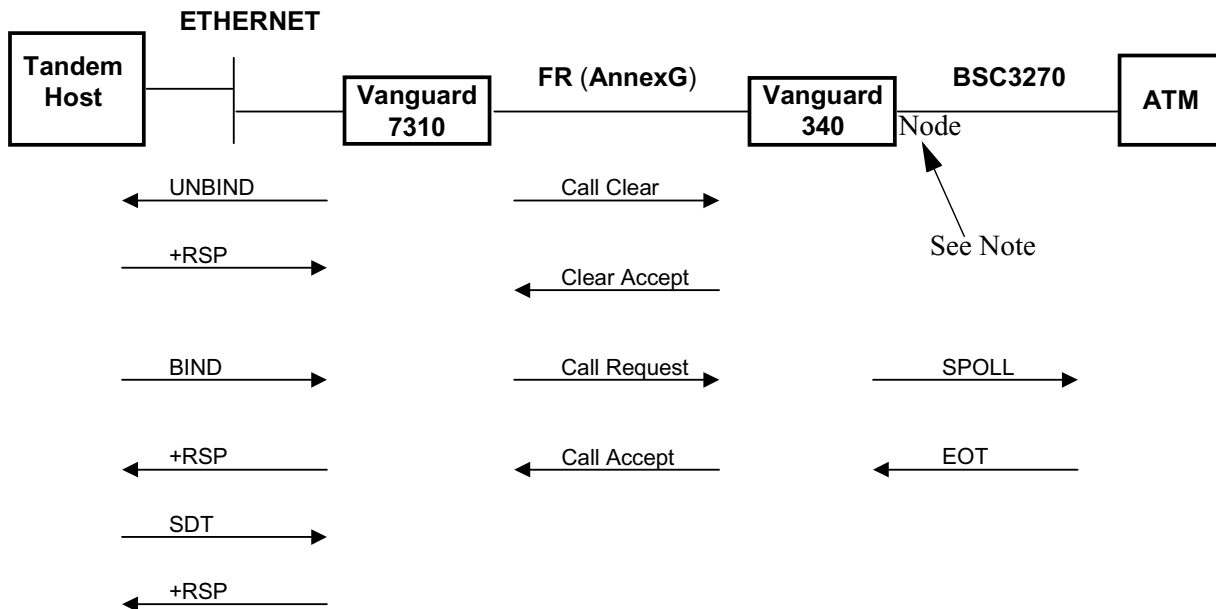 ETHERNET
Tandem
Host
Vanguard
7310
FR (AnnexG)
Vanguard
340
Node
BSC3270
ATM
See Note
UNBIND
Call Clear
+RSP
Clear Accept
BIND
Call Request
SPOLL
+RSP
Call Accept
EOT
SDT
+RSP